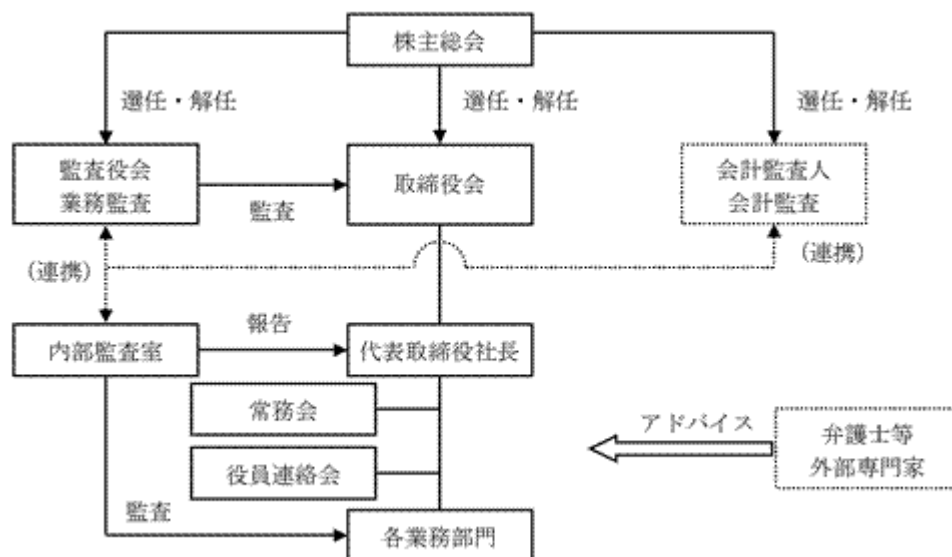 株主総会
選任・解任
選任・解任
選任・解任
監査役会
業務監査
監査
取締役会
会計監査人
会計監査
(連携)
(連携)
内部監査室
報告
代表取締役社長
常務会
役員連絡会
アドバイス
弁護士等
外部専門家
監査
各業務部門